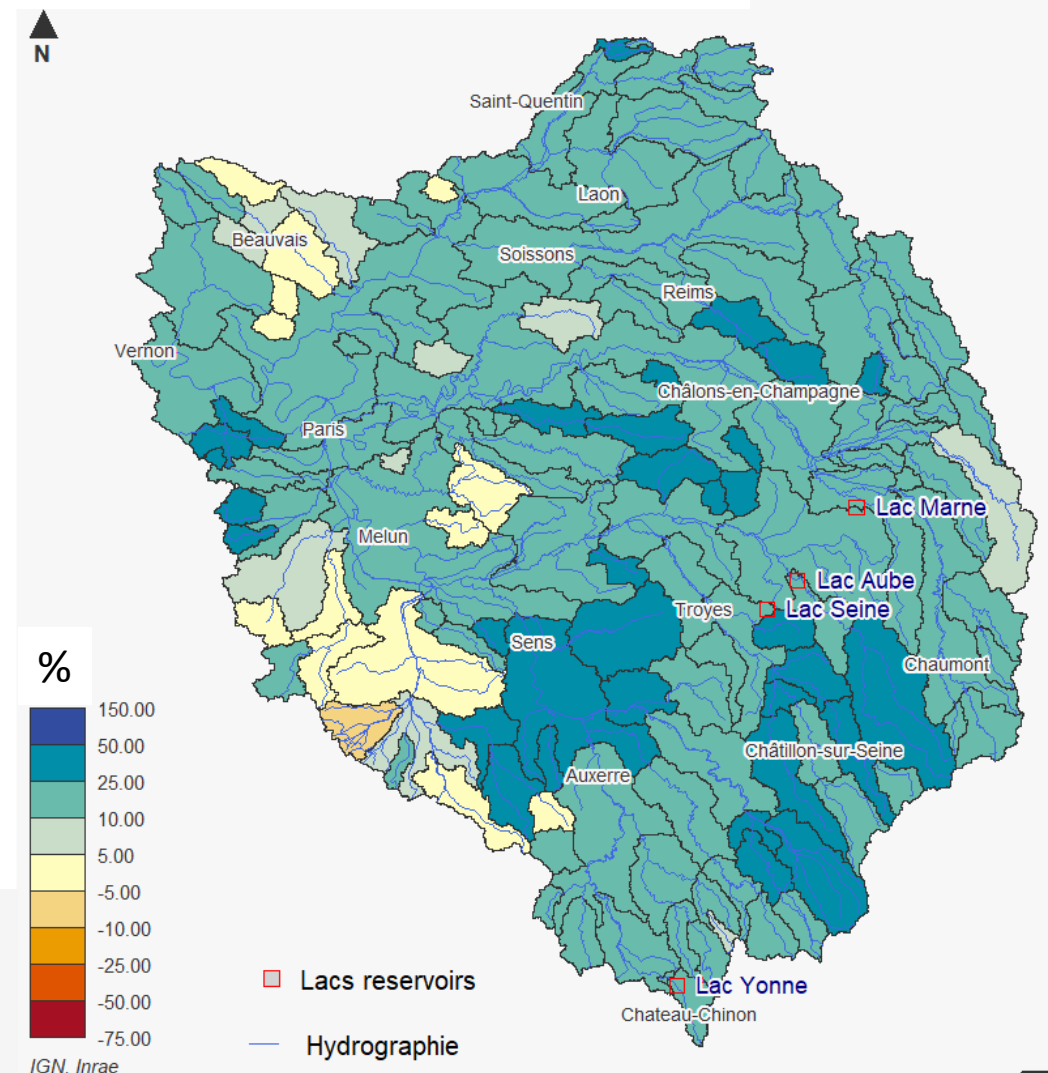 N
Saint-Quentin
Laon
Beauvais
Soissons
Reims
Vernon
Châlons-en-Champagne
Paris
Lac Marne
Melun
Lac Aube
Troyes
Lac Seine
Sens
Chaumont
Châtillon-sur-Seine
Auxerre
%
150.00
50.00
25.00
10.00
5.00
-5.00
-10.00
-25.00
-50.00
-75.00
Lacs reservoirs
Lac Yonne
Chateau-Chinon
Hydrographie
IGN, Inrae